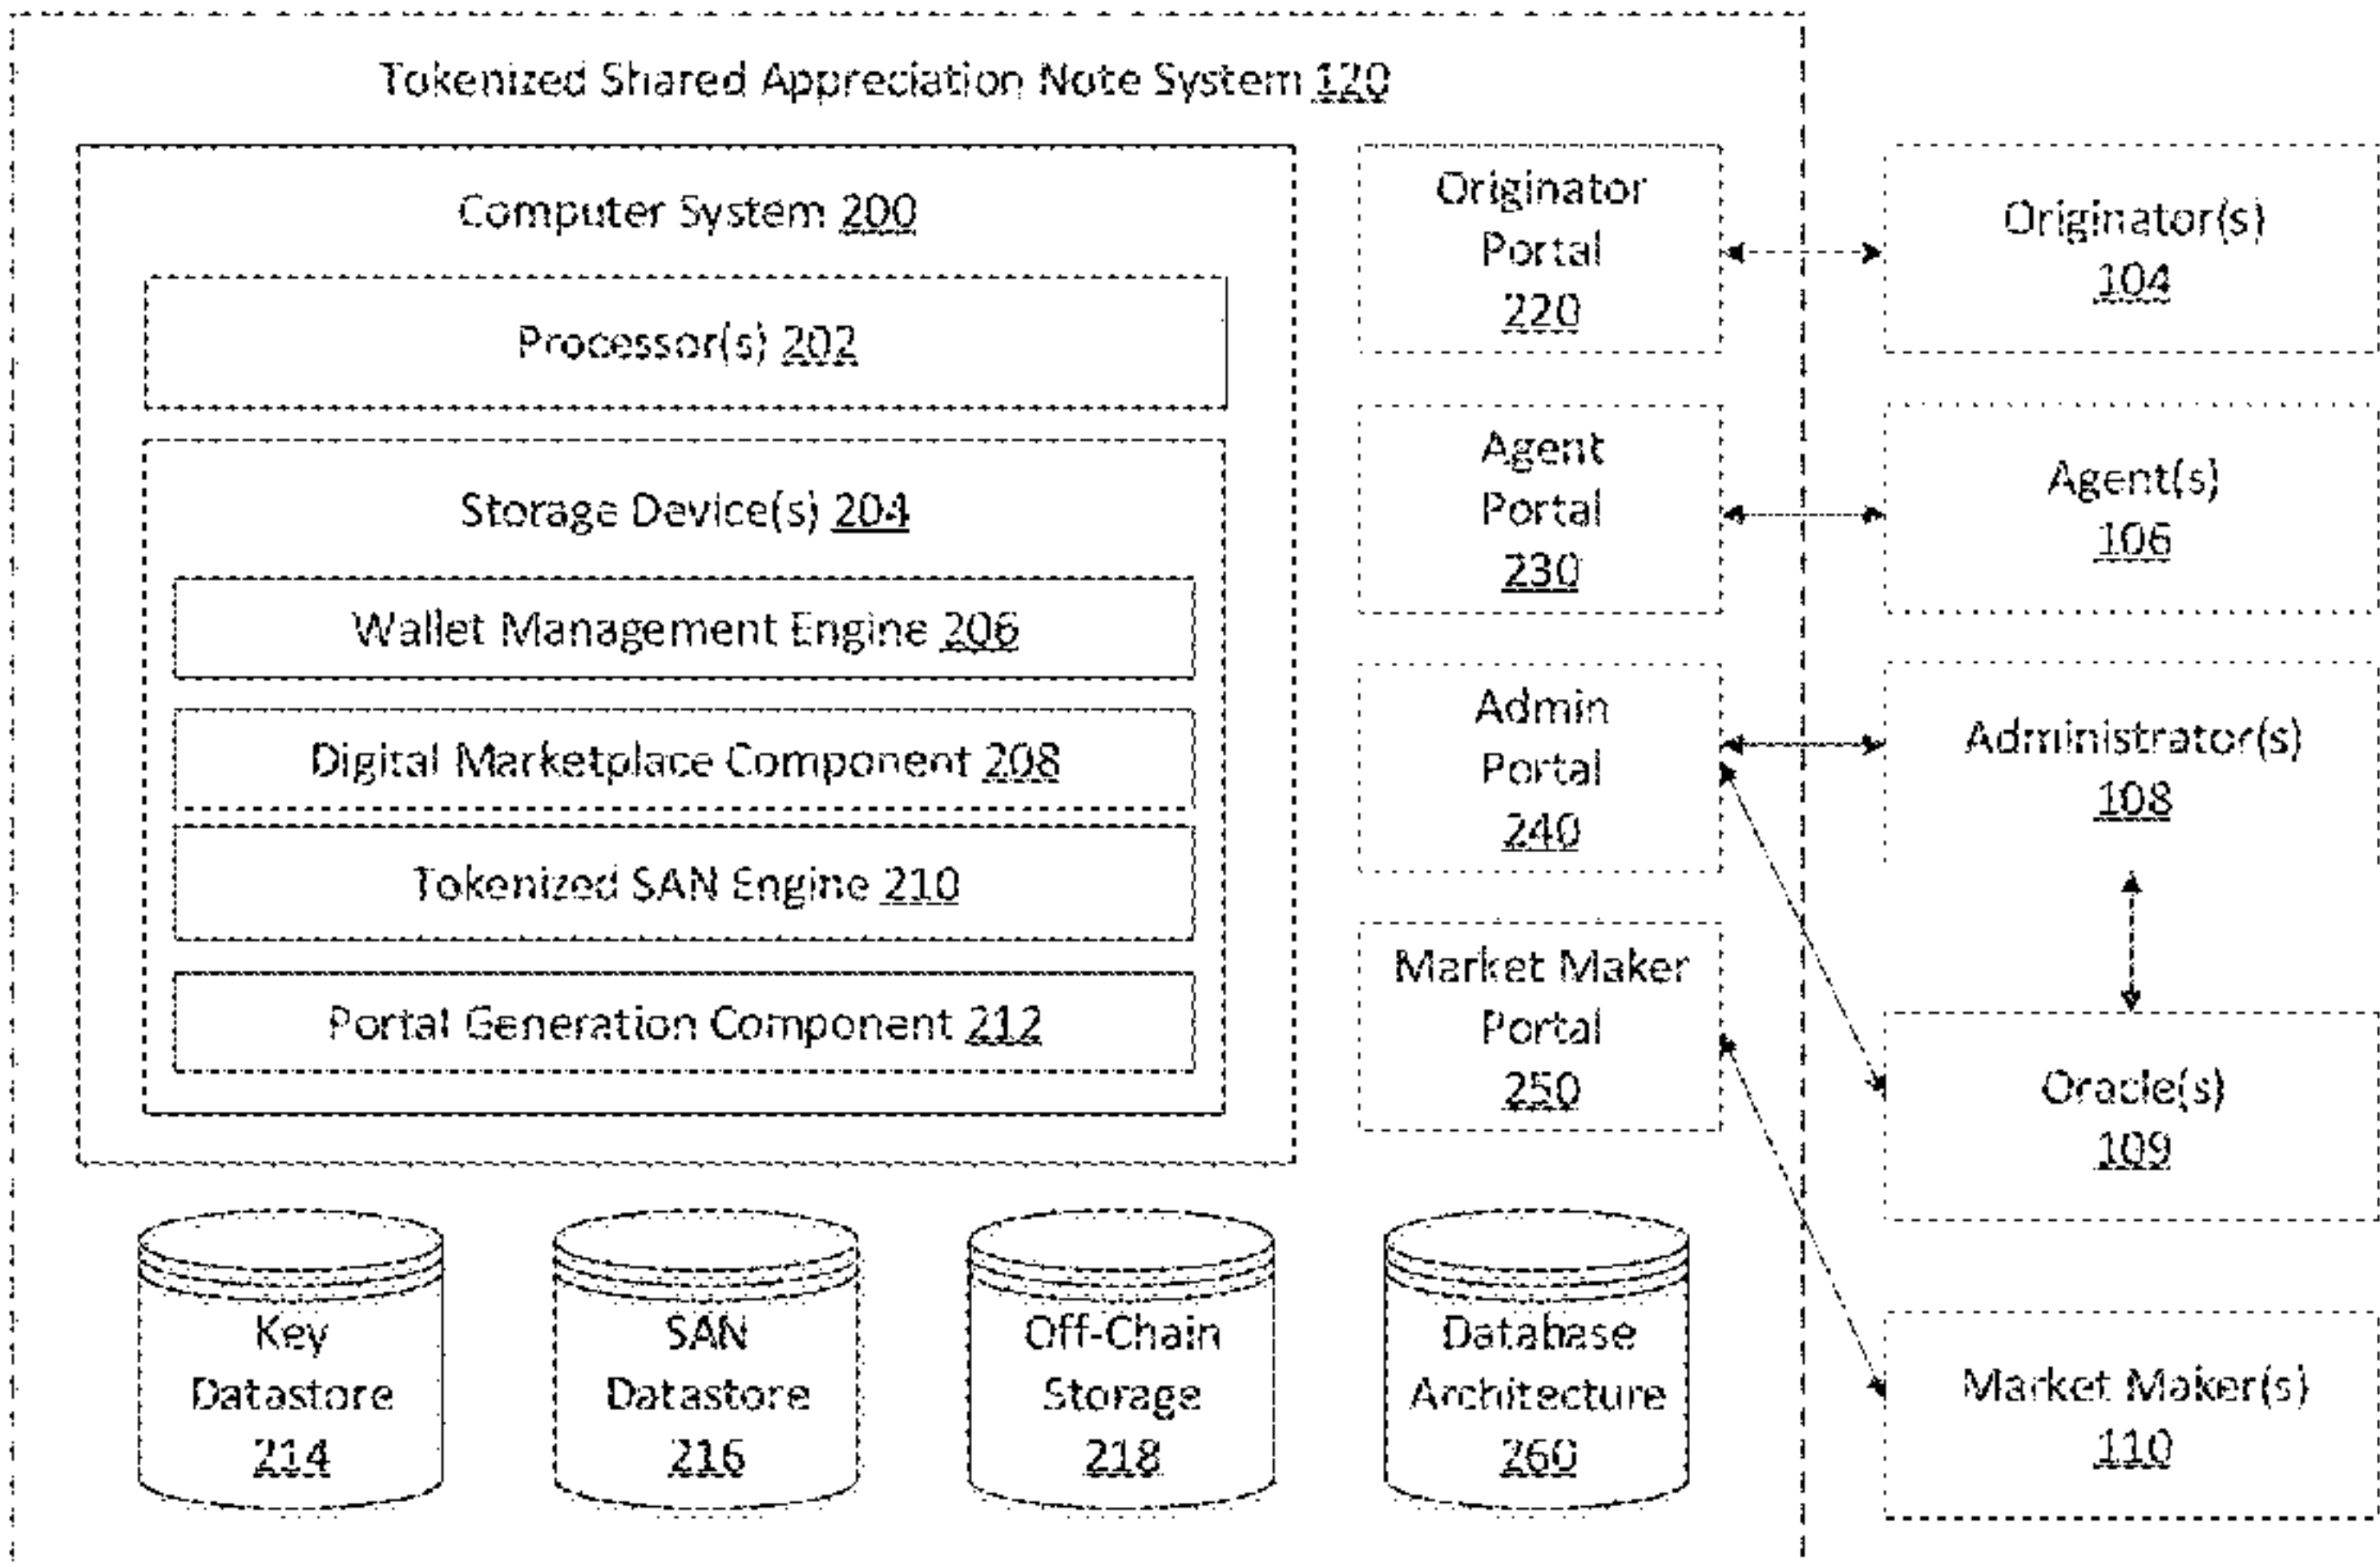 Tokenized Shared Appreciation Note System 120
Computer System 200
Processor(s) 202
Storage Device(s) 204
Wallet Management Engine 206
Digital Marketplace Component 208
Tokenized SAN Engine 210
Portal Generation Component 212
Originator
Portal
220
Agent
Portal
230
Admin
Portal
240
Market Maker
Portal
250
Originator(s)
104
Agent(s)
106
Administrator(s)
108
Oracle(s)
109
Market Maker(s)
110
Key
Datastore
214
SAN
Datastore
216
Off-Chain
Storage
218
Database
Architecture
260